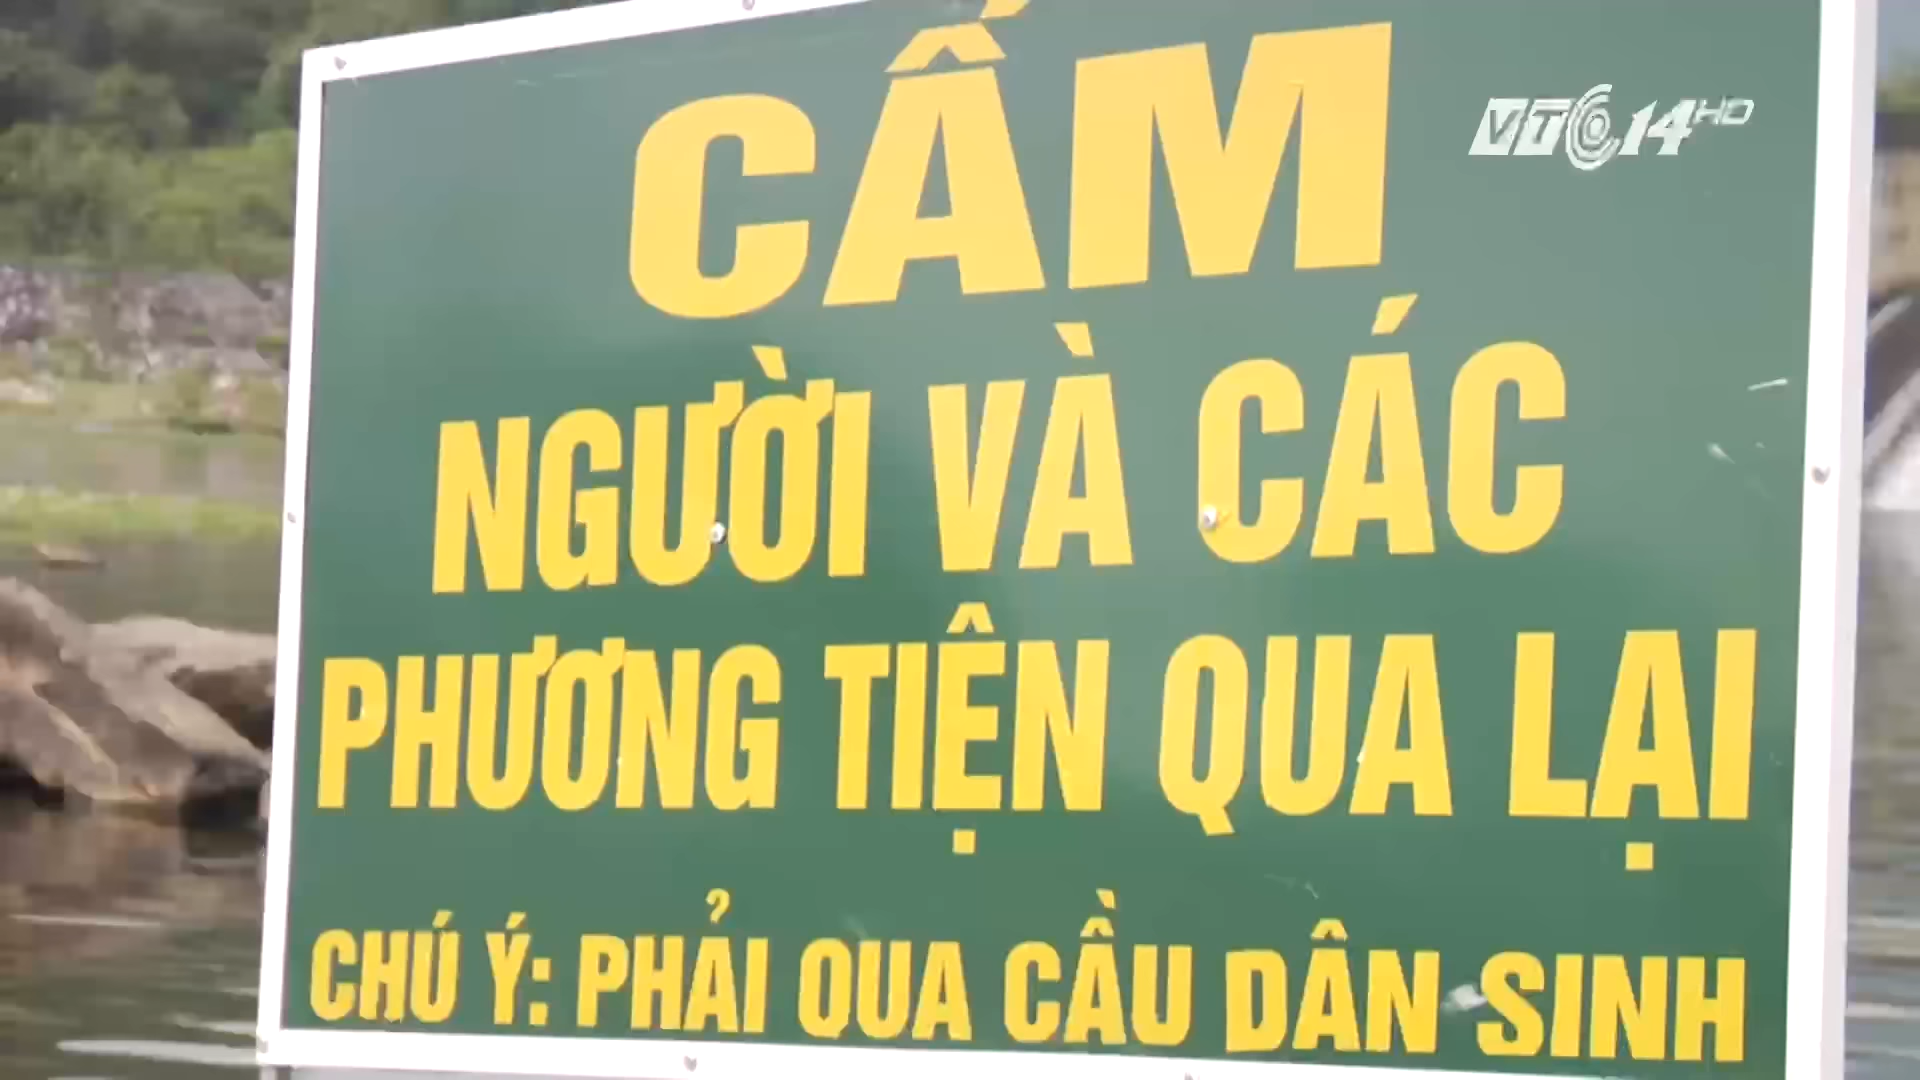 CẤM
VTC14 HD
NGƯỜI VÀ CÁC
PHƯƠNG TIỆN QUA LẠI
CHÚ Ý: PHẢI QUA CẦU DÂN SINH